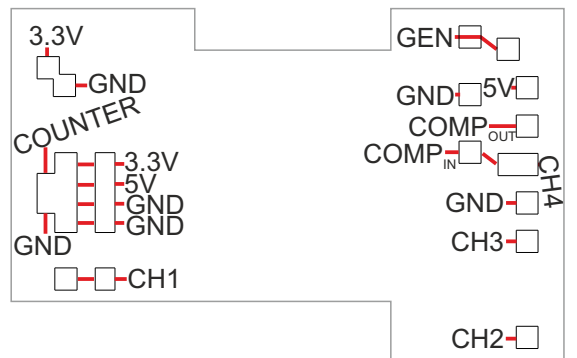 3.3V
GND
COUNTER
3.3V
5V
GND
GND
GND
CH1
GEN
GND
5V
COMP OUT
COMP IN
CH4
GND
CH3
CH2